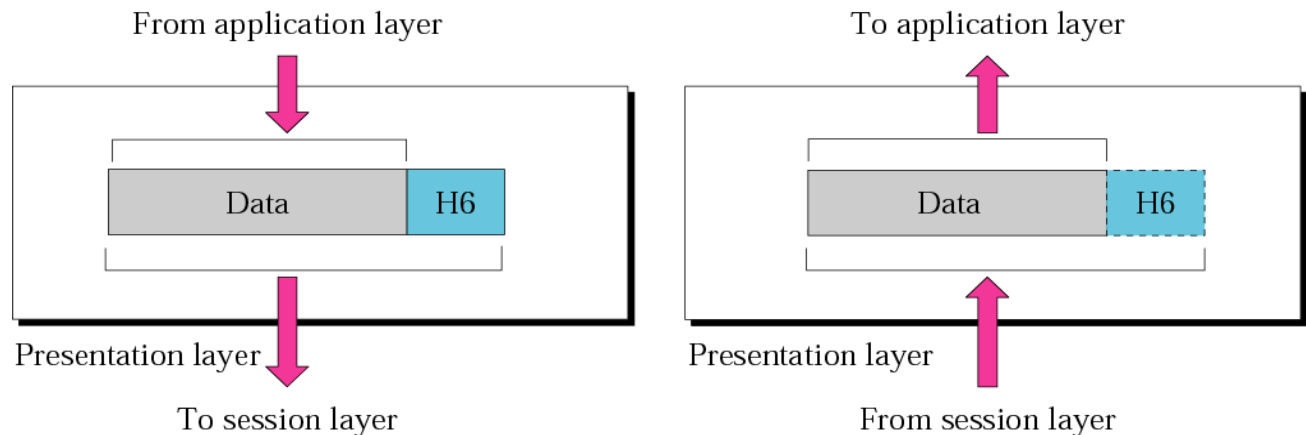 From application layer
To application layer
Data
H6
Data
H6
Presentation layer
Presentation layer
To session layer
From session layer